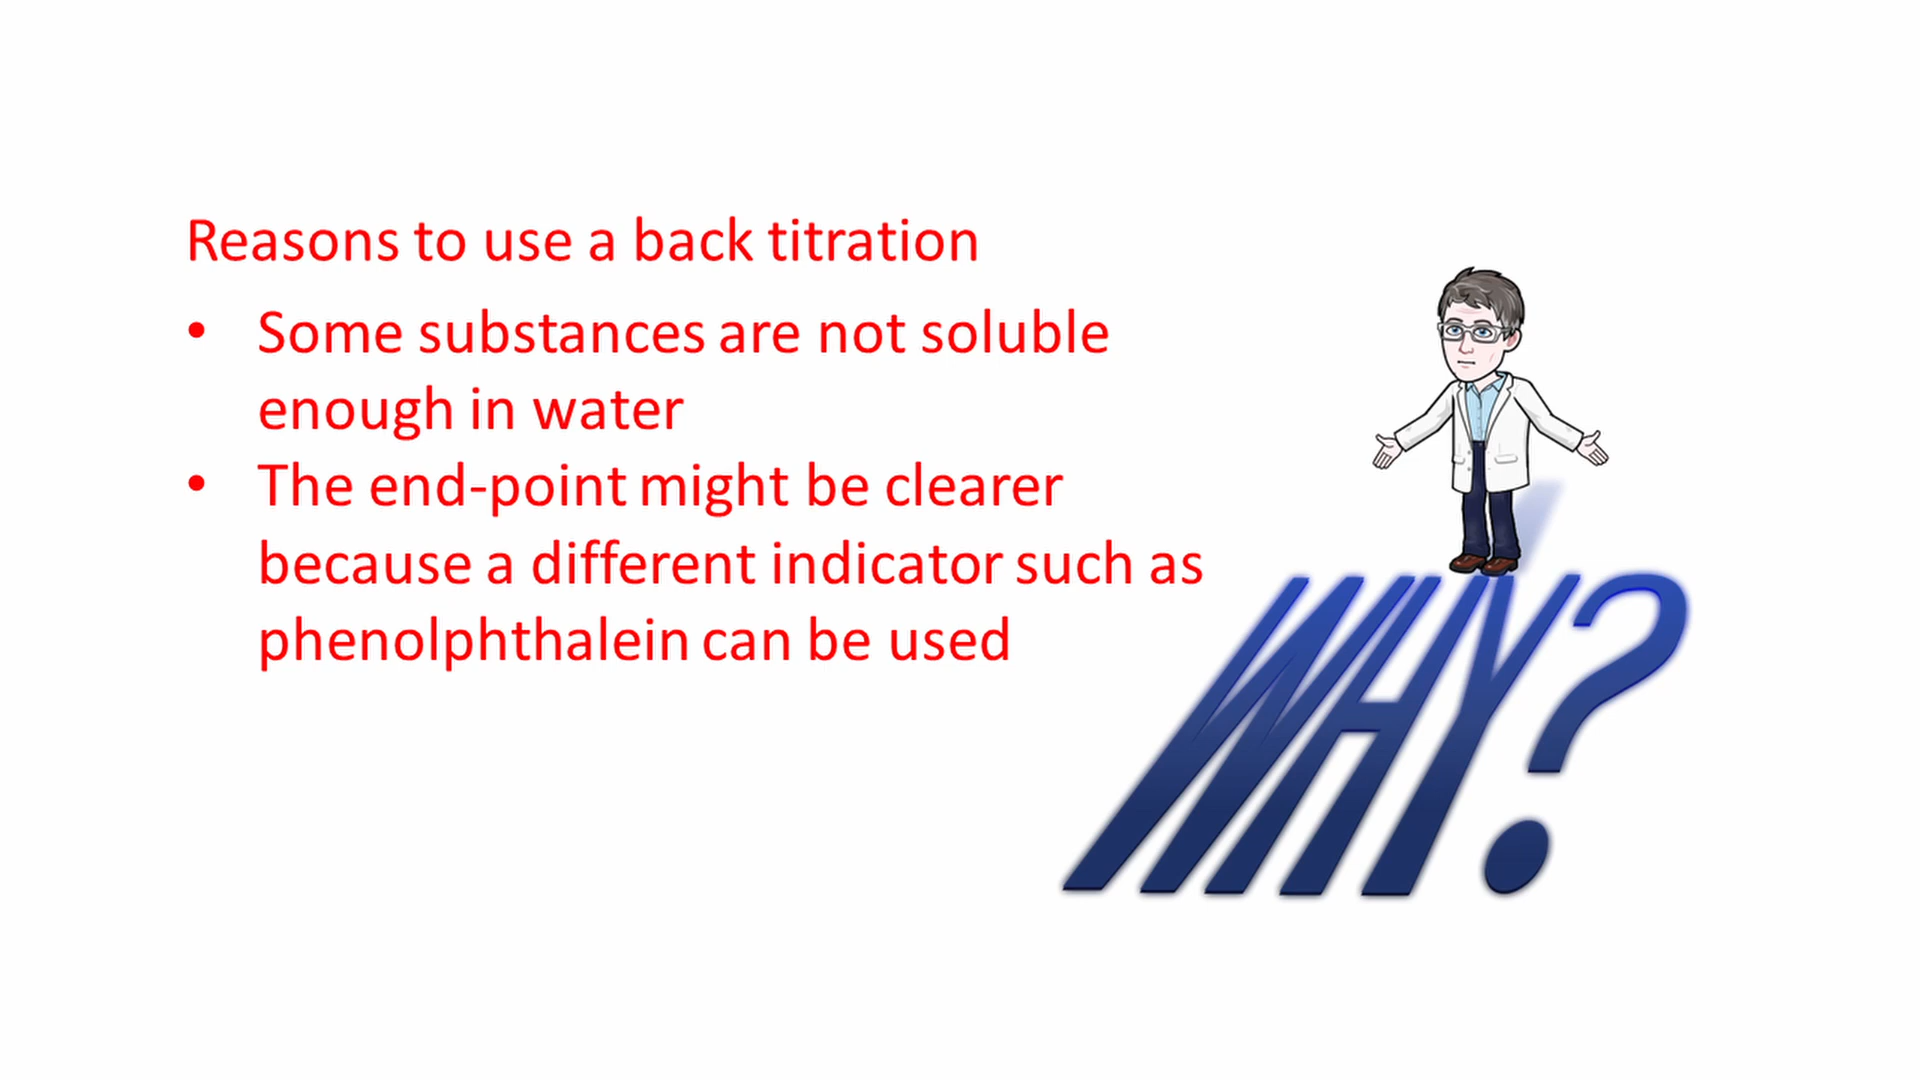 Reasons to use a back titration
• Some substances are not soluble
enough in water
• The end-point might be clearer
because a different indicator such as
phenolphthalein can be used
WHY?